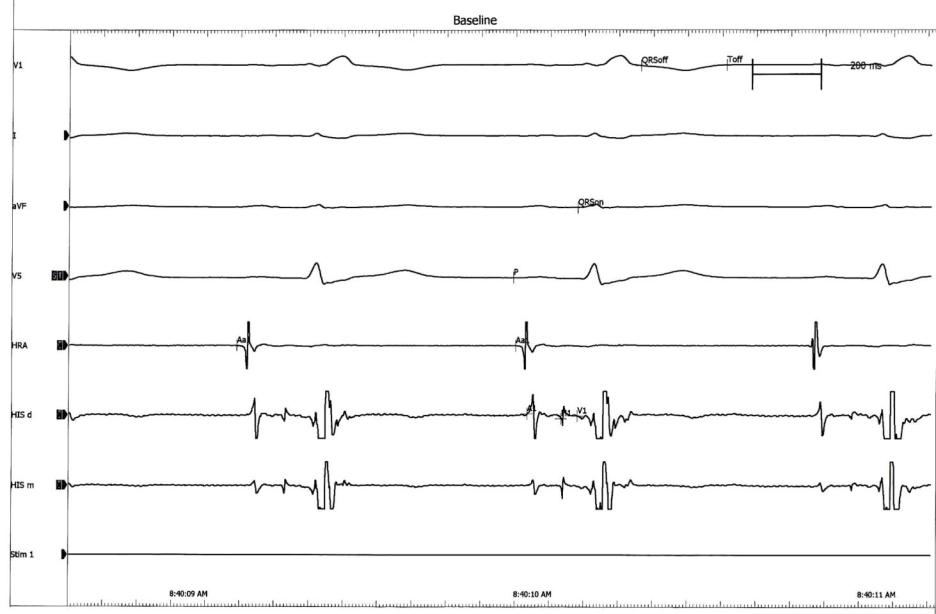 Baseline
V1
QRSoff
Toff
200 ms
I
aVF
QRSon
V5
P
HRA
Aa
Aa
HIS d
A1
H1
V1
HIS m
Stim 1
8:40:09 AM
8:40:10 AM
8:40:11 AM